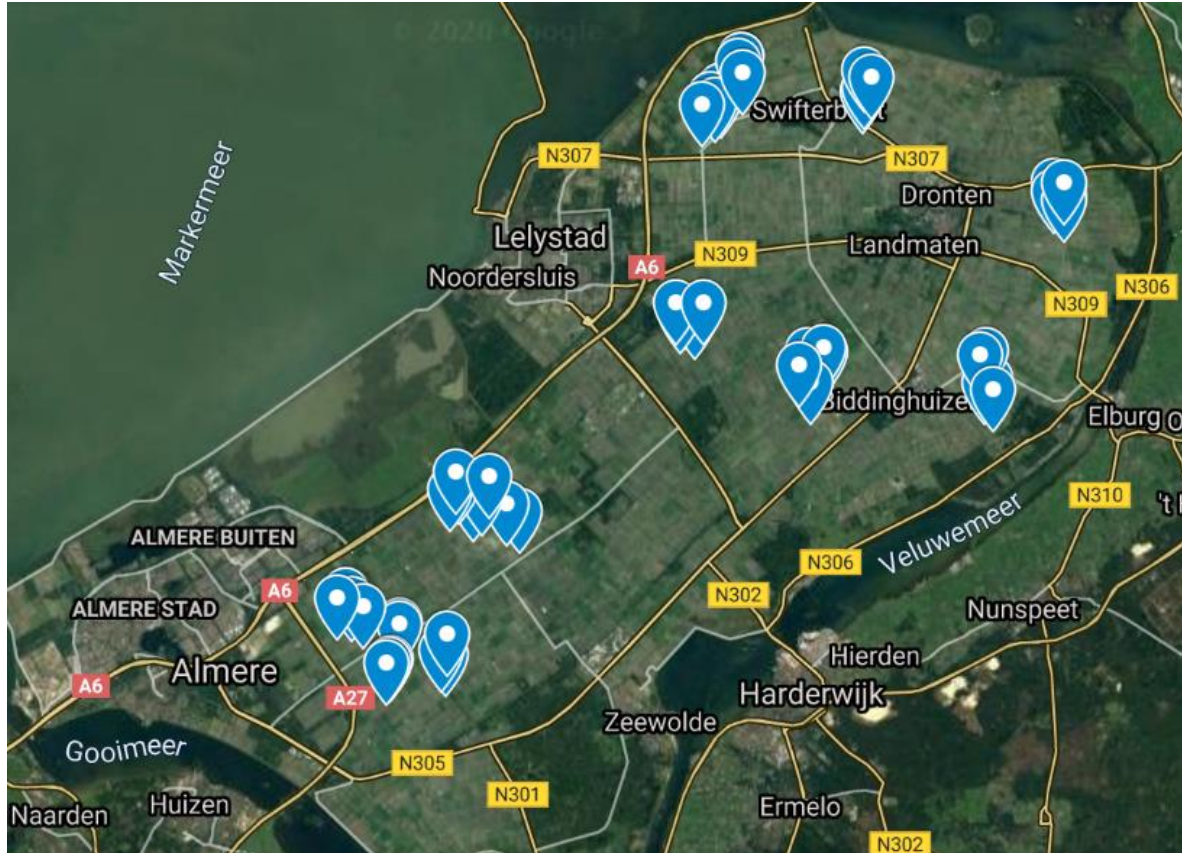 © 2020 Google
Swifterb
N307
N307
Markermeer
Dronten
Lelystad
Landmaten
N309
A6
Noordersluis
N306
N309
Biddinghuizen
Elburg O
N310
't
ALMERE BUITEN
Veluwemeer
N306
A6
N302
ALMERE STAD
Nunspeet
Hierden
Almere
A6
A27
Harderwijk
Zeewolde
Gooimeer
N305
N301
Huizen
Ermelo
Naarden
N302